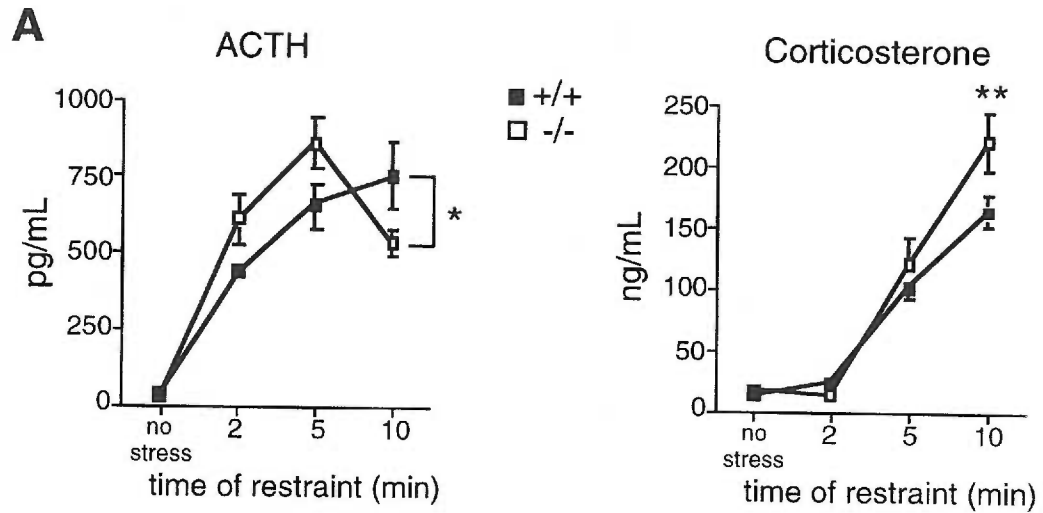 A
ACTH
Corticosterone
+/+
-/-
1000
750
500
250
0
pg/mL
*
no stress
2
5
10
time of restraint (min)
250
200
150
100
50
0
ng/mL
**
no stress
2
5
10
time of restraint (min)